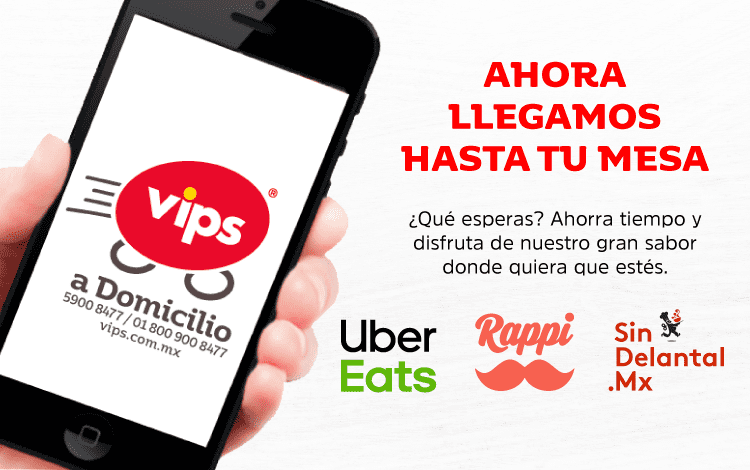 vips®
a Domicilio
5900 8477 / 01 800 900 8477
vips.com.mx
AHORA
LLEGAMOS
HASTA TU MESA
¿Qué esperas? Ahorra tiempo y
disfruta de nuestro gran sabor
donde quiera que estés.
Uber
Eats
Rappi
Sin
Delantal
.Mx